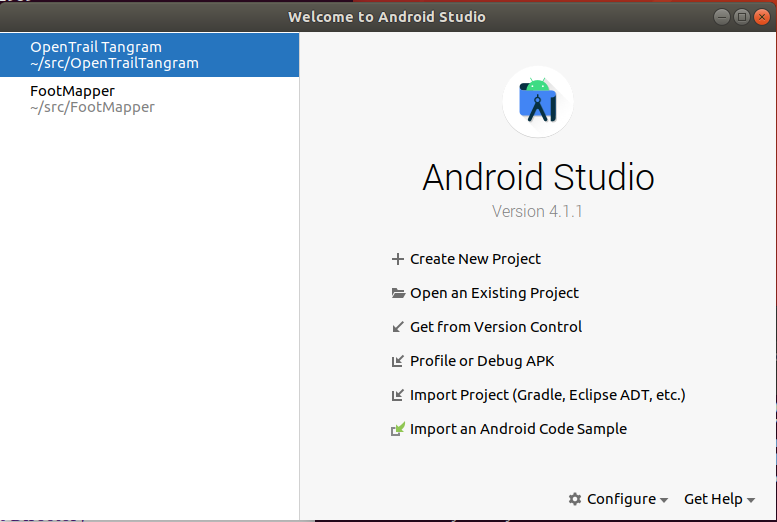 Welcome to Android Studio
OpenTrail Tangram
~/src/OpenTrailTangram
FootMapper
~/src/FootMapper
Android Studio
Version 4.1.1
Create New Project
Open an Existing Project
Get from Version Control
Profile or Debug APK
Import Project (Gradle, Eclipse ADT, etc.)
Import an Android Code Sample
Configure
Get Help